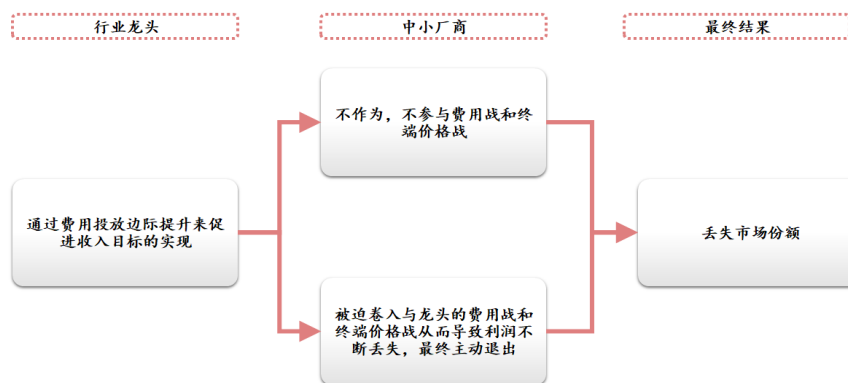 行业龙头
中小厂商
最终结果
不作为，不参与费用战和终
端价格战
通过费用投放边际提升来促
进收入目标的实现
丢失市场份额
被迫卷入与龙头的费用战和
终端价格战从而导致利润不
断丢失，最终主动退出